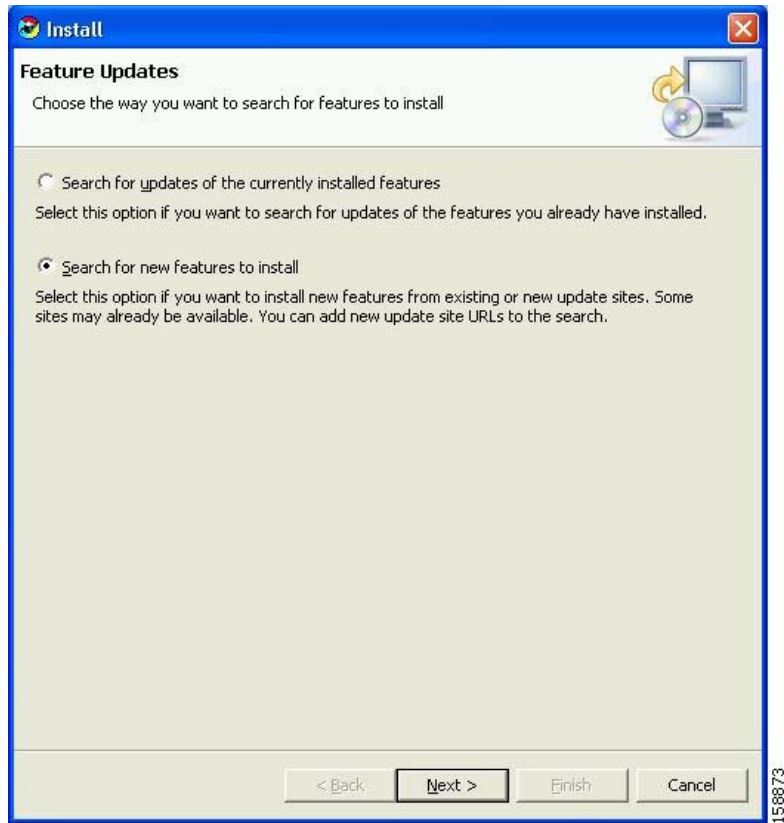 Install
Feature Updates
Choose the way you want to search for features to install
Search for updates of the currently installed features
Select this option if you want to search for updates of the features you already have installed.
Search for new features to install
Select this option if you want to install new features from existing or new update sites. Some
sites may already be available. You can add new update site URLs to the search.
< Back
Next >
Finish
Cancel
158873